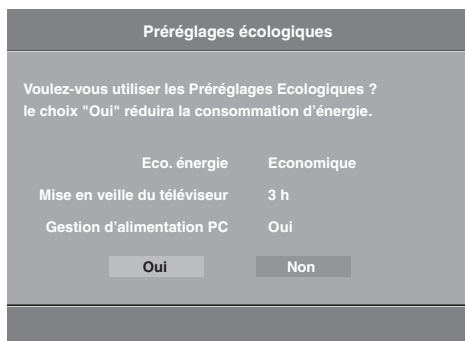 Préréglages écologiques
Voulez-vous utiliser les Préréglages Ecologiques ?
le choix "Oui" réduira la consommation d'énergie.
Eco. énergie Economique
Mise en veille du téléviseur 3 h
Gestion d'alimentation PC Oui
Oui Non